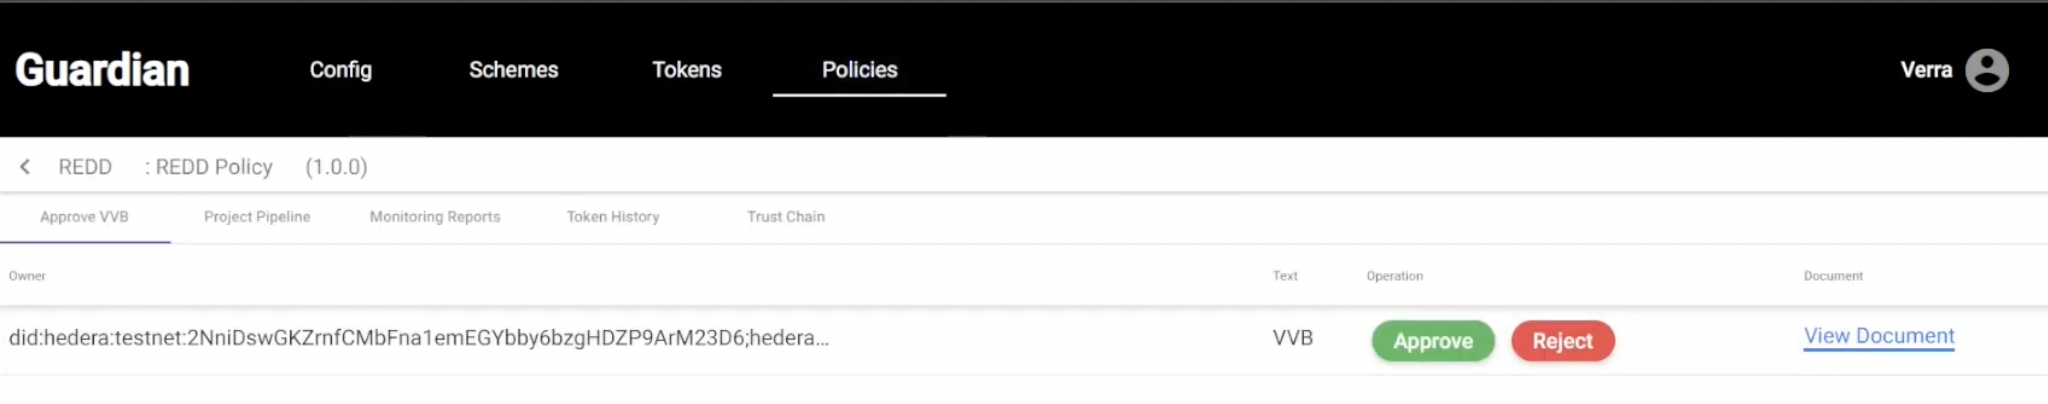 Guardian Config Schemes Tokens Policies Verra
REDD : REDD Policy (1.0.0)
Approve VVB Project Pipeline Monitoring Reports Token History Trust Chain
Owner Text Operation Document
did:hedera:testnet:2NniDswGKZrnfCMbFna1emEGYbby6bzgHDZP9ArM23D6;hedera... VVB Approve Reject View Document